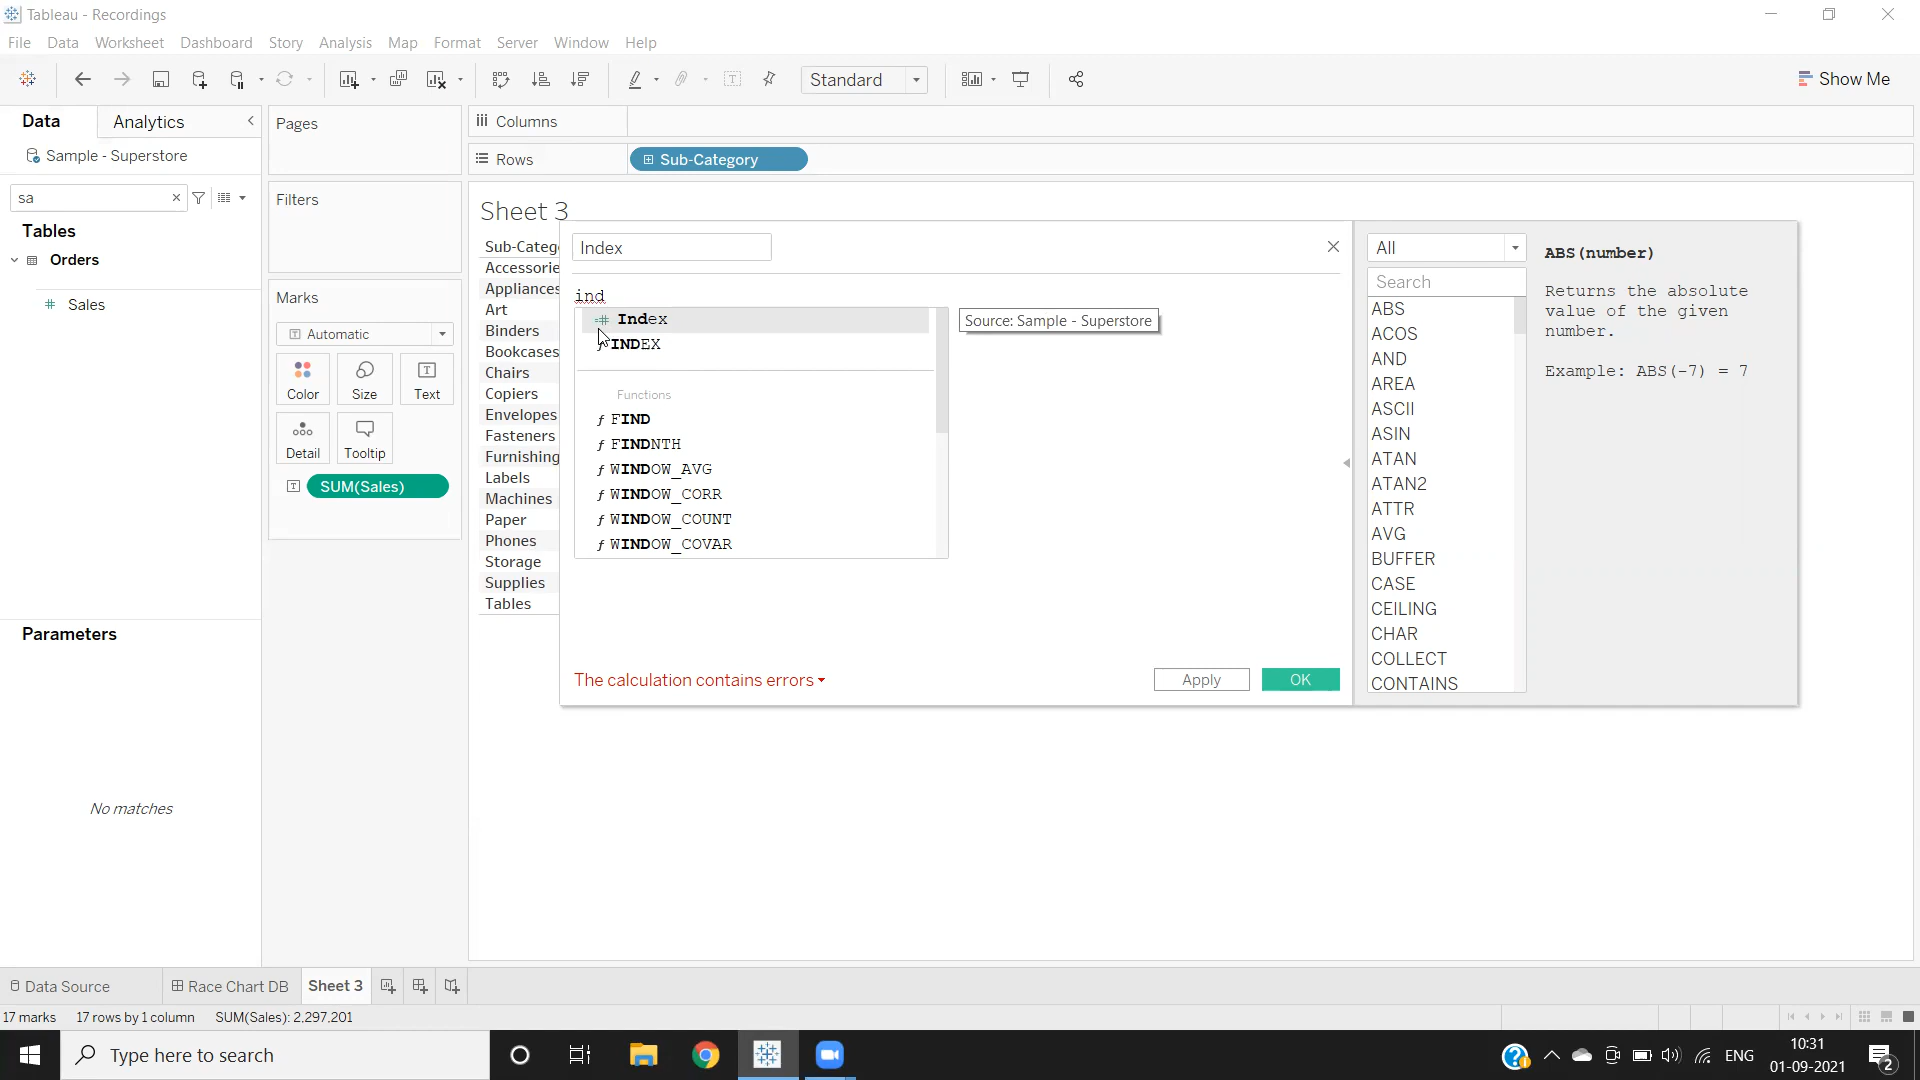 Tableau - Recordings
File Data Worksheet Dashboard Story Analysis Map Format Server Window Help
Standard
Show Me
Data
Analytics
Sample - Superstore
sa
Tables
Orders
Sales
Parameters
No matches
Pages
Filters
Marks
Automatic
Color
Size
Text
Detail
Tooltip
SUM(Sales)
Columns
Rows
Sub-Category
Sheet 3
Sub-Catego
Accessorie
Appliances
Art
Binders
Bookcases
Chairs
Copiers
Envelopes
Fasteners
Furnishing
Labels
Machines
Paper
Phones
Storage
Supplies
Tables
Index
ind
Index
INDEX
Functions
FIND
FINDNTH
WINDOW_AVG
WINDOW_CORR
WINDOW_COUNT
WINDOW_COVAR
Source: Sample - Superstore
The calculation contains errors
Apply
OK
All
Search
ABS
ACOS
AND
AREA
ASCII
ASIN
ATAN
ATAN2
ATTR
AVG
BUFFER
CASE
CEILING
CHAR
COLLECT
CONTAINS
ABS(number)
Returns the absolute
value of the given
number.
Example: ABS(-7) = 7
Data Source
Race Chart DB
Sheet 3
17 marks
17 rows by 1 column
SUM(Sales): 2,297,201
Type here to search
ENG
10:31
01-09-2021
2